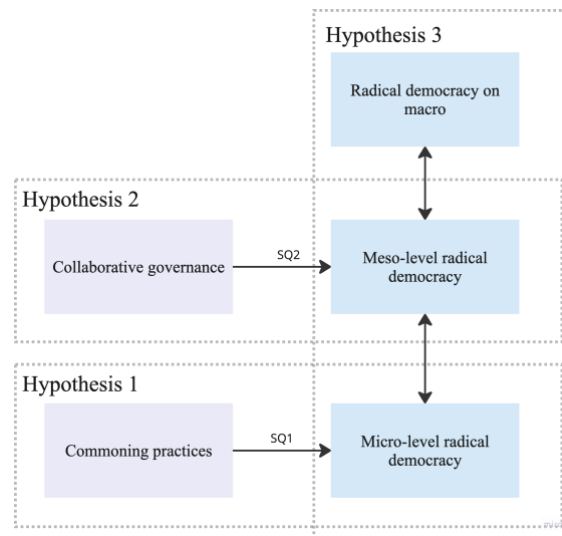 Hypothesis 3
Radical democracy on
macro
Hypothesis 2
Collaborative governance
SQ2
Meso-level radical
democracy
Hypothesis 1
Commoning practices
SQ1
Micro-level radical
democracy